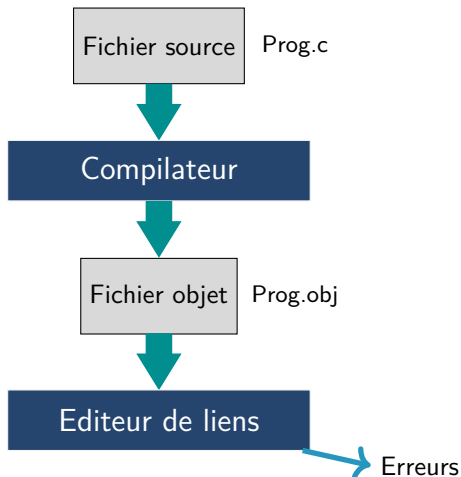 Fichier source
Prog.c
Compilateur
Fichier objet
Prog.obj
Editeur de liens
Erreurs